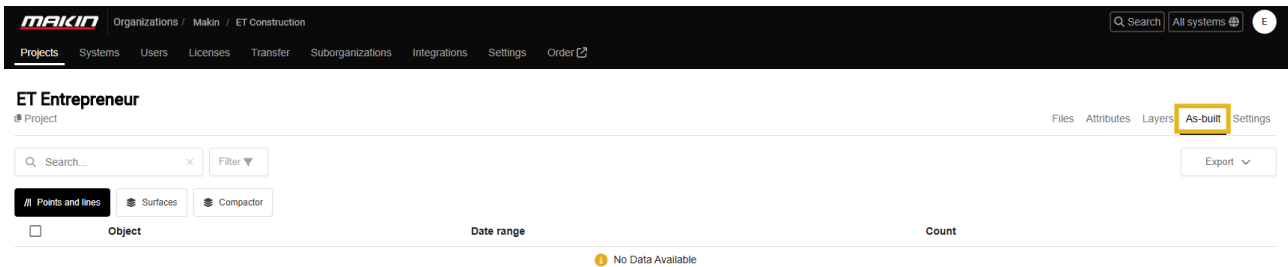 MAKIN Organizations / Makin / ET Construction Search All systems E
Projects Systems Users Licenses Transfer Suborganizations Integrations Settings Order
ET Entrepreneur
Project Files Attributes Layers As-built Settings
Search... Filter Export
Points and lines Surfaces Compactor
Object Date range Count
No Data Available